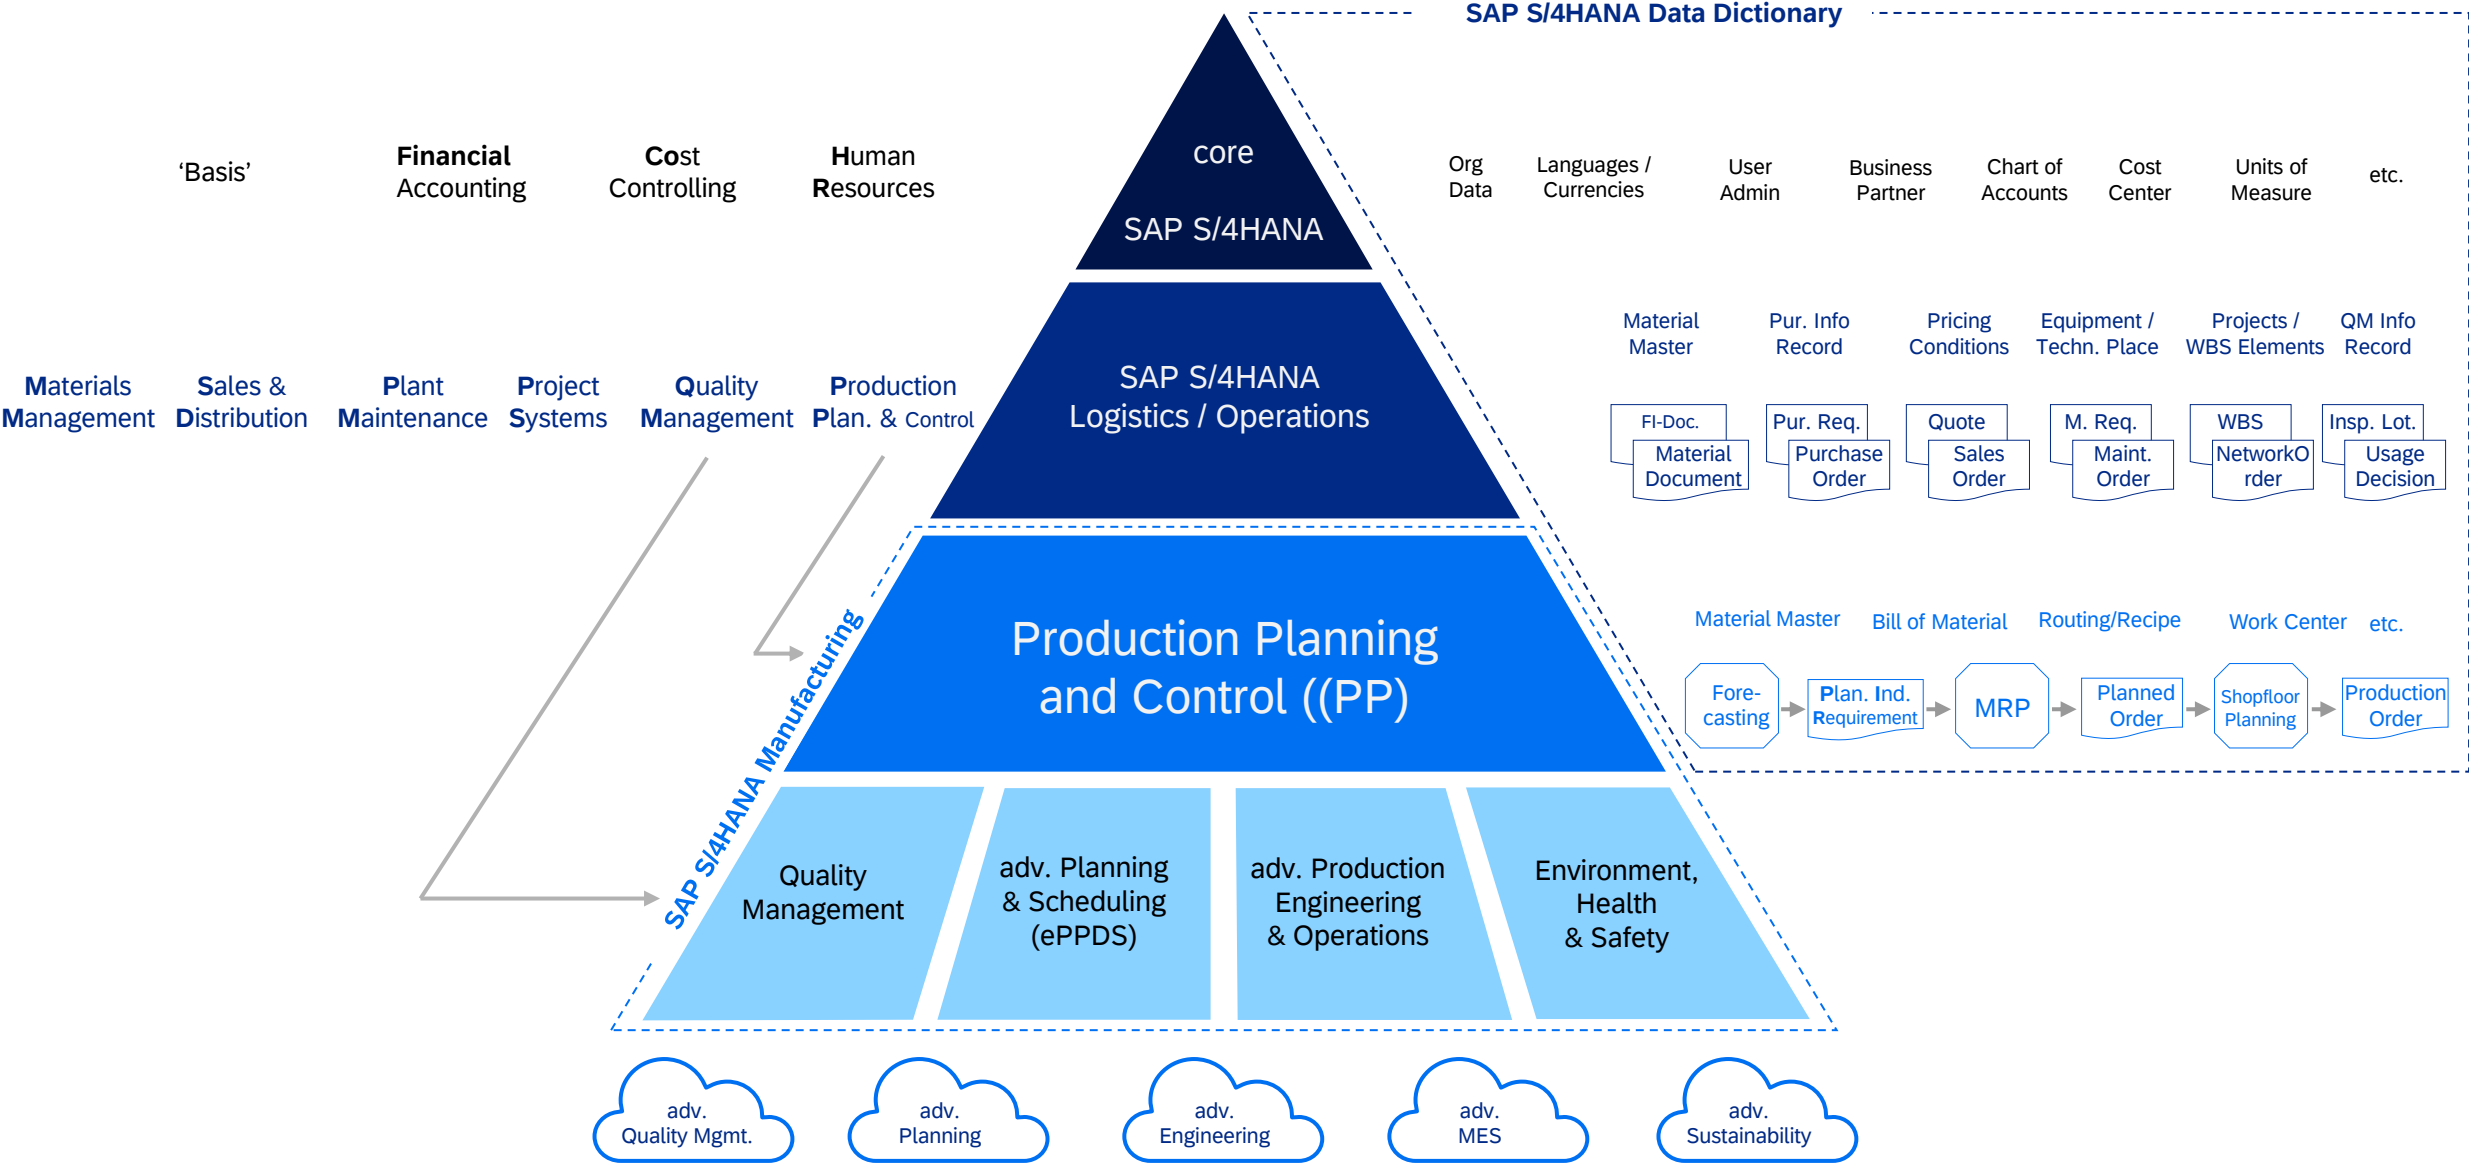 SAP S/4HANA Data Dictionary
core
SAP S/4HANA
‘Basis’
Financial
Accounting
Cost
Controlling
Human
Resources
Org
Data
Languages /
Currencies
User
Admin
Business
Partner
Chart of
Accounts
Cost
Center
Units of
Measure
etc.
Materials
Management
Sales &
Distribution
Plant
Maintenance
Project
Systems
Quality
Management
Production
Plan. & Control
SAP S/4HANA
Logistics / Operations
Material
Master
Pur. Info
Record
Pricing
Conditions
Equipment /
Techn. Place
Projects /
WBS Elements
QM Info
Record
FI-Doc.
Material
Document
Pur. Req.
Purchase
Order
Quote
Sales
Order
M. Req.
Maint.
Order
WBS
NetworkO
rder
Insp. Lot.
Usage
Decision
SAP S/4HANA Manufacturing
Production Planning
and Control ((PP)
Material Master
Bill of Material
Routing/Recipe
Work Center
etc.
Fore-
casting
Plan. Ind.
Requirement
MRP
Planned
Order
Shopfloor
Planning
Production
Order
Quality
Management
adv. Planning
& Scheduling
(ePPDS)
adv. Production
Engineering
& Operations
Environment,
Health
& Safety
adv.
Quality Mgmt.
adv.
Planning
adv.
Engineering
adv.
MES
adv.
Sustainability